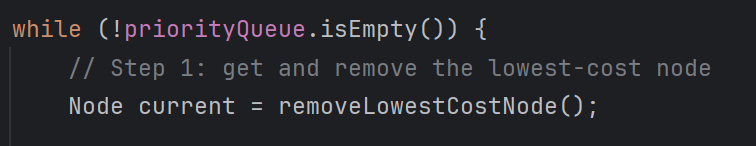 while (!priorityQueue.isEmpty()) {
    // Step 1: get and remove the lowest-cost node
    Node current = removeLowestCostNode();